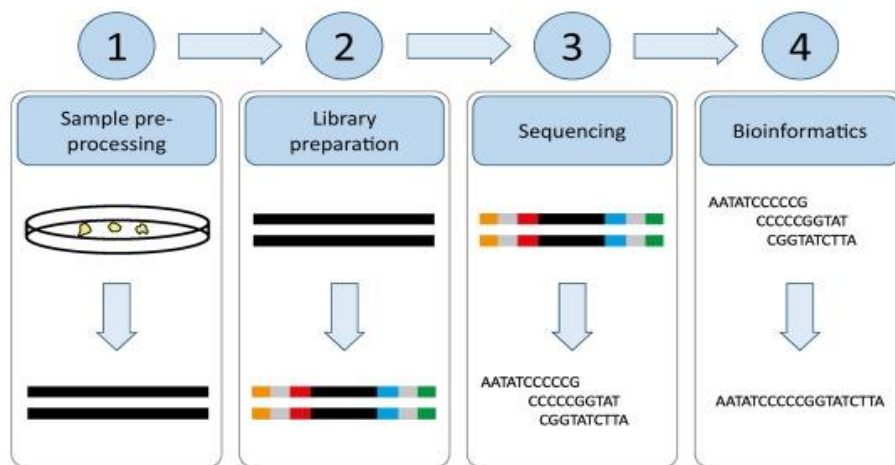 1
2
3
4
Sample pre-
processing
Library
preparation
Sequencing
Bioinformatics
AATATCCCCCG
CCCCCGGTAT
CGGTATCTTA
AATATCCCCCG
CCCCCGGTAT
CGGTATCTTA
AATATCCCCCGGTATCTTA